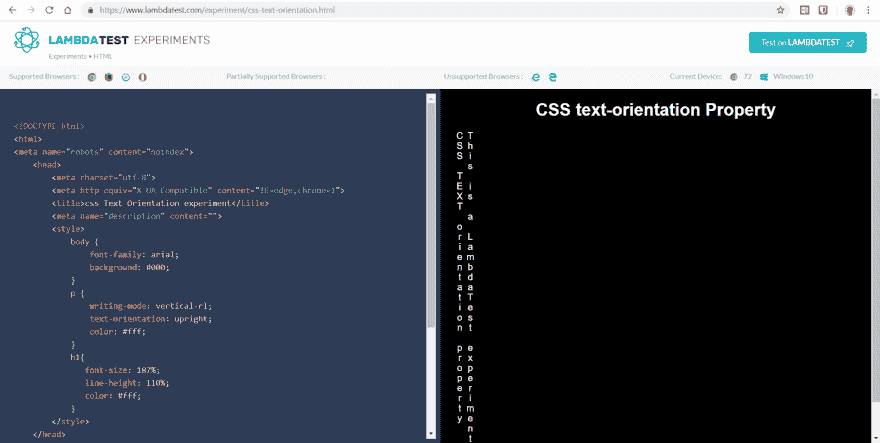 https://www.lambdatest.com/experiment/css-text-orientation.html
LAMBDATEST EXPERIMENTS
Test on LAMBDATEST
Experiments • HTML
Supported Browsers :
Partially Supported Browsers :
Unsupported Browsers :
Current Device: 72 Windows10
<!DOCTYPE html>
<html>
<meta name="robots" content="noindex">
<head>
<meta charset="utf-8">
<meta http-equiv="X-UA-Compatible" content="IE=edge,chrome=1">
<title>css Text Orientation experiment</title>
<meta name="description" content="">
<style>
body {
font-family: arial;
background: #000;
}
p {
writing-mode: vertical-rl;
text-orientation: upright;
color: #fff;
}
h1{
font-size: 187%;
line-height: 110%;
color: #fff;
}
</style>
</head>
CSS text-orientation Property
This is a LambdaTest experiment
CSS TEXT orientation property